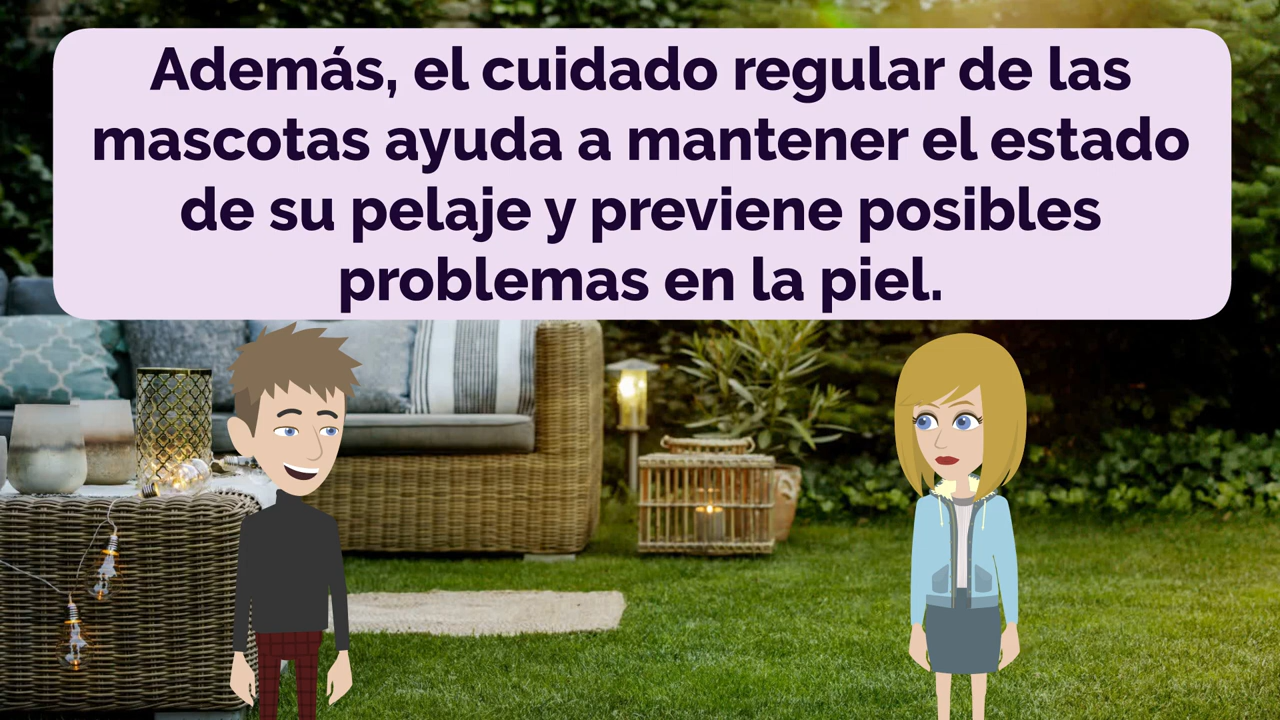 Además, el cuidado regular de las
mascotas ayuda a mantener el estado
de su pelaje y previene posibles
problemas en la piel.